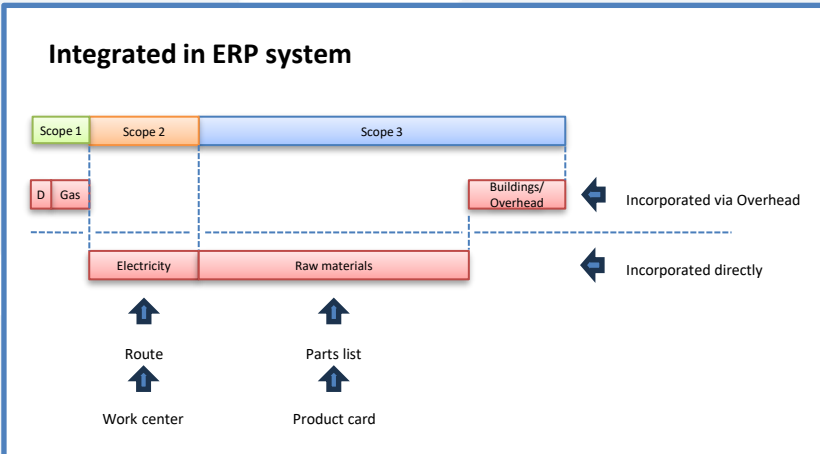 Integrated in ERP system
Scope 1
Scope 2
Scope 3
D
Gas
Buildings/
Overhead
Incorporated via Overhead
Electricity
Raw materials
Incorporated directly
Route
Parts list
Work center
Product card